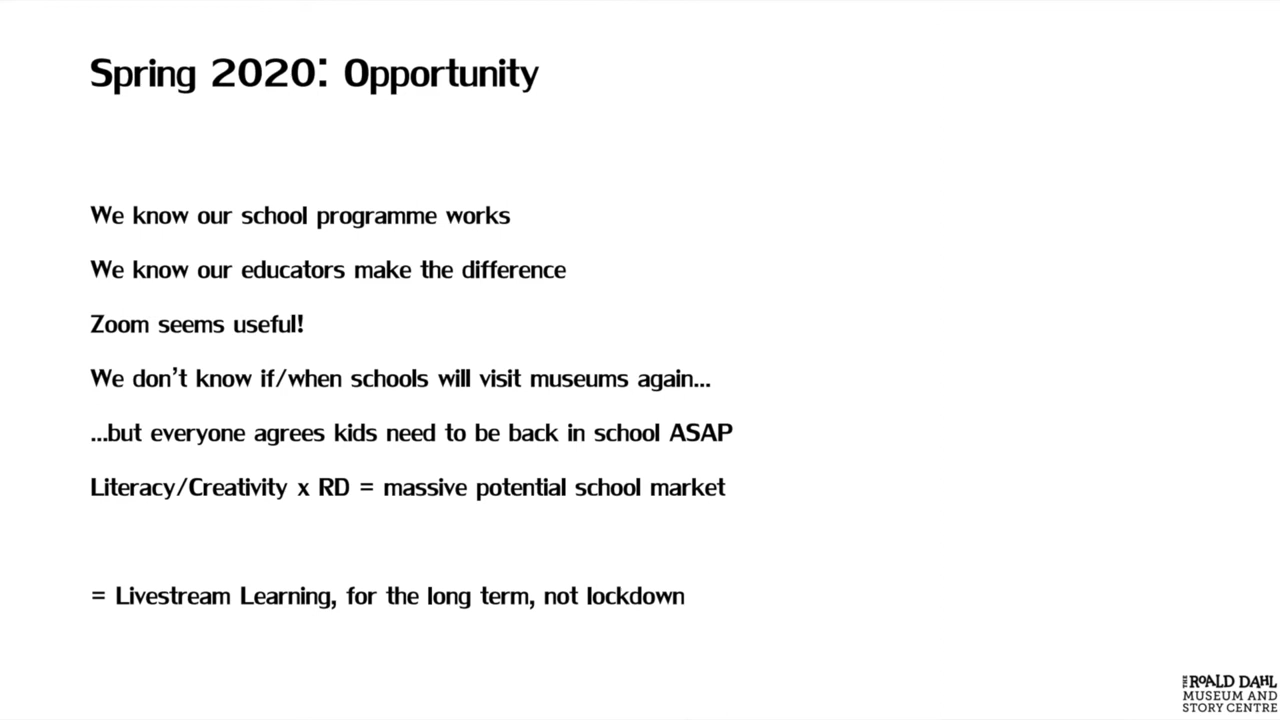 Spring 2020: Opportunity
We know our school programme works
We know our educators make the difference
Zoom seems useful!
We don't know if/when schools will visit museums again...
...but everyone agrees kids need to be back in school ASAP
Literacy/Creativity x RD = massive potential school market
= Livestream Learning, for the long term, not lockdown
THE ROALD DAHL
MUSEUM AND
STORY CENTRE